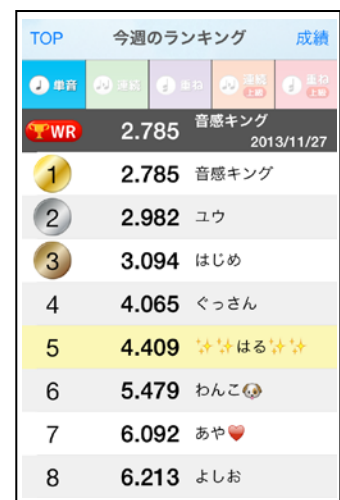 TOP 今週のランキング 成績
単音 連続 重ね 連続 上級 重ね 上級
WR 2.785 音感キング
2013/11/27
1 2.785 音感キング
2 2.982 ユウ
3 3.094 はじめ
4 4.065 ぐっさん
5 4.409 ✨✨はる✨✨
6 5.479 わんこ🐶
7 6.092 あや❤️
8 6.213 よしお